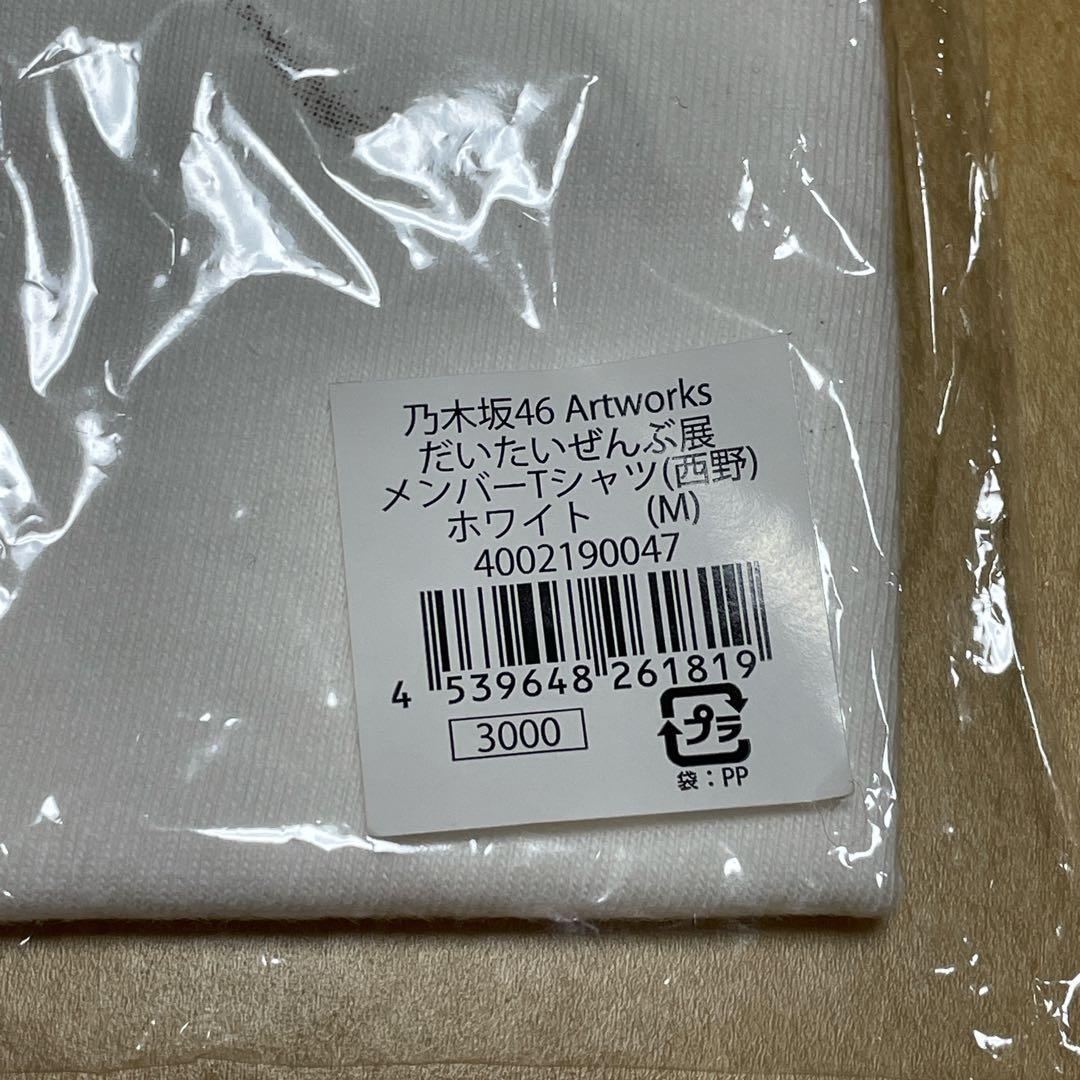 乃木坂46 Artworks
だいたいぜんぶ展
メンバーTシャツ(西野)
ホワイト (M)
4002190047
4 539648 261819
3000
プラ
袋：PP